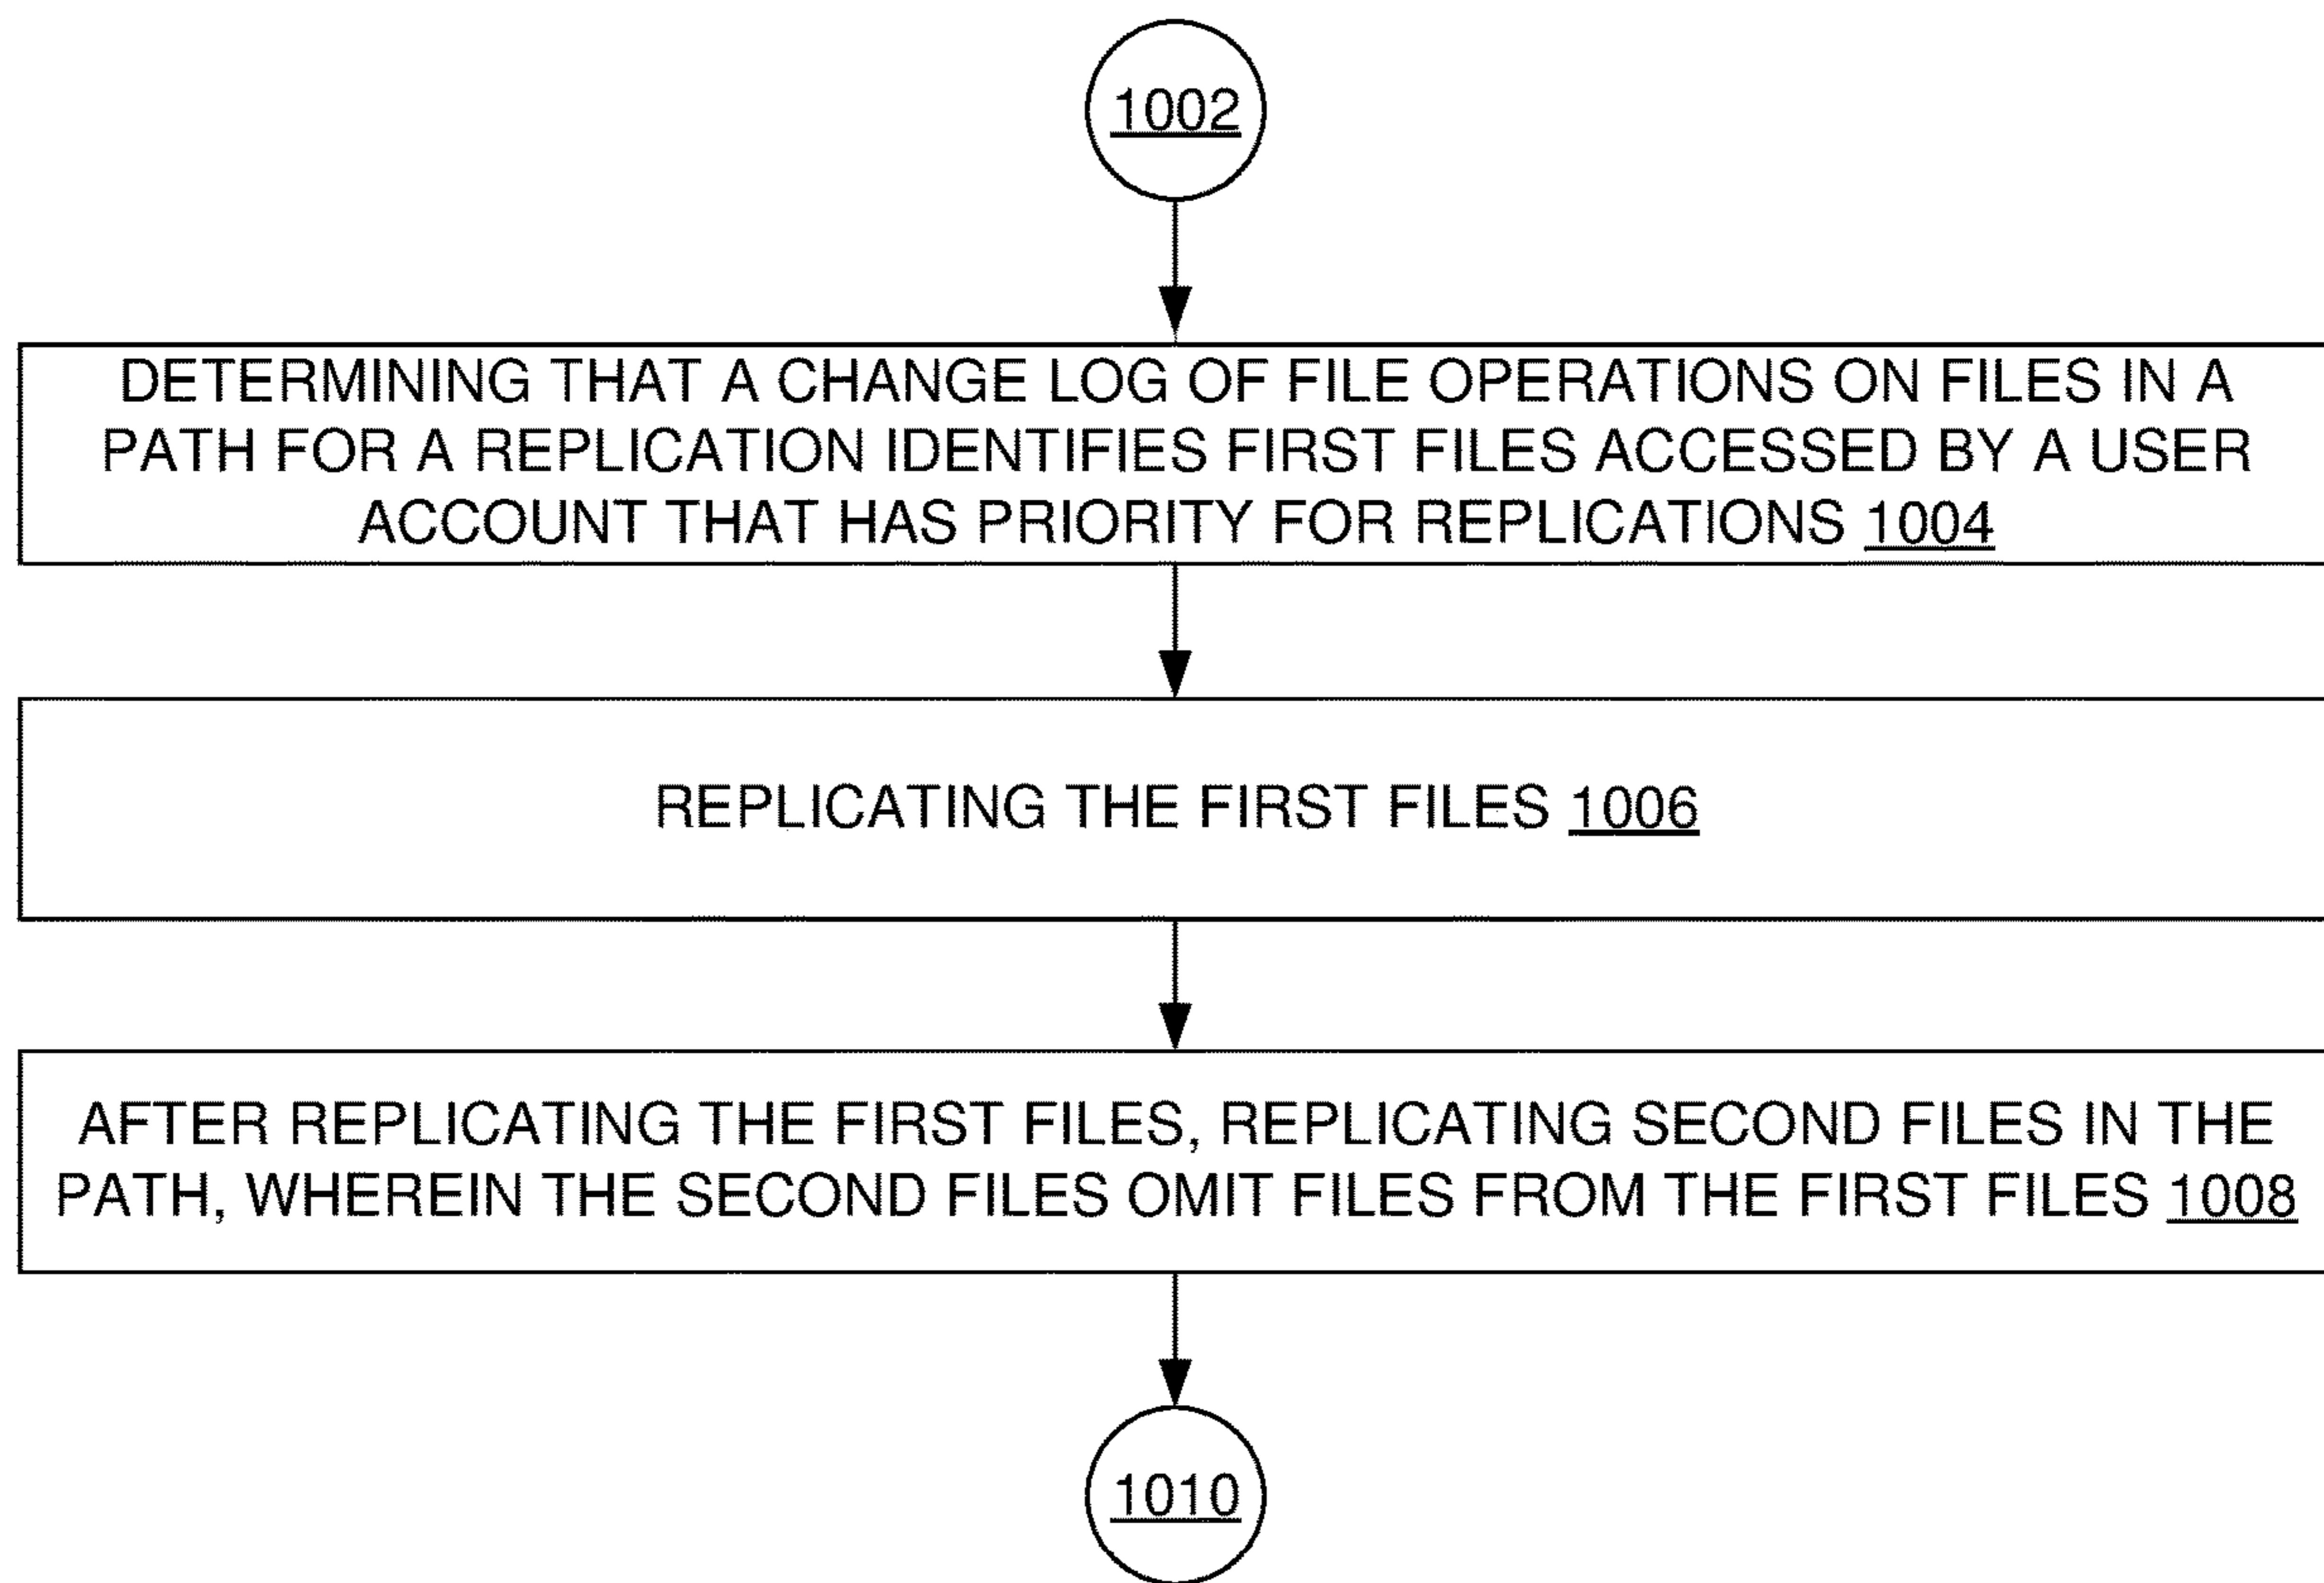 1002
DETERMINING THAT A CHANGE LOG OF FILE OPERATIONS ON FILES IN A
PATH FOR A REPLICATION IDENTIFIES FIRST FILES ACCESSED BY A USER
ACCOUNT THAT HAS PRIORITY FOR REPLICATIONS 1004
REPLICATING THE FIRST FILES 1006
AFTER REPLICATING THE FIRST FILES, REPLICATING SECOND FILES IN THE
PATH, WHEREIN THE SECOND FILES OMIT FILES FROM THE FIRST FILES 1008
1010